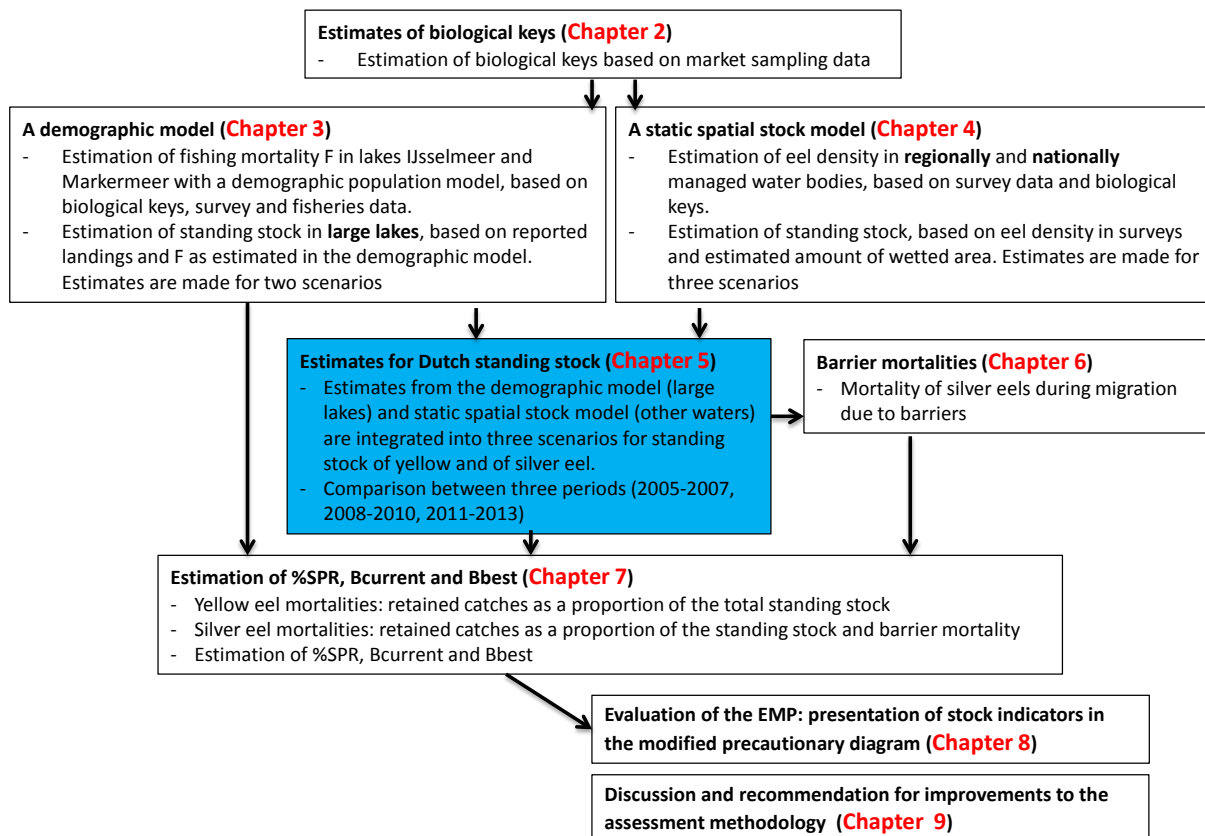 Estimates of biological keys (Chapter 2)
- Estimation of biological keys based on market sampling data
A demographic model (Chapter 3)
- Estimation of fishing mortality F in lakes IJsselmeer and
Markermeer with a demographic population model, based on
biological keys, survey and fisheries data.
- Estimation of standing stock in large lakes, based on reported
landings and F as estimated in the demographic model.
Estimates are made for two scenarios
A static spatial stock model (Chapter 4)
- Estimation of eel density in regionally and nationally
managed water bodies, based on survey data and biological
keys.
- Estimation of standing stock, based on eel density in surveys
and estimated amount of wetted area. Estimates are made for
three scenarios
Estimates for Dutch standing stock (Chapter 5)
- Estimates from the demographic model (large
lakes) and static spatial stock model (other waters)
are integrated into three scenarios for standing
stock of yellow and of silver eel.
- Comparison between three periods (2005-2007,
2008-2010, 2011-2013)
Barrier mortalities (Chapter 6)
- Mortality of silver eels during migration
due to barriers
Estimation of %SPR, Bcurrent and Bbest (Chapter 7)
- Yellow eel mortalities: retained catches as a proportion of the total standing stock
- Silver eel mortalities: retained catches as a proportion of the standing stock and barrier mortality
- Estimation of %SPR, Bcurrent and Bbest
Evaluation of the EMP: presentation of stock indicators in
the modified precautionary diagram (Chapter 8)
Discussion and recommendation for improvements to the
assessment methodology (Chapter 9)